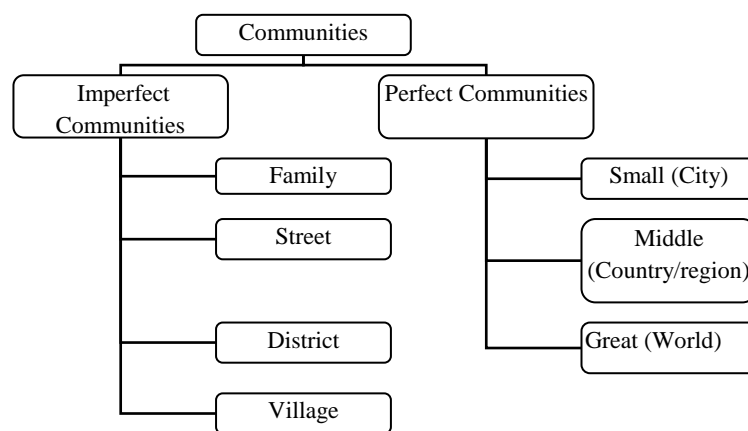 Communities
Imperfect
Communities
Family
Street
District
Village
Perfect Communities
Small (City)
Middle
(Country/region)
Great (World)